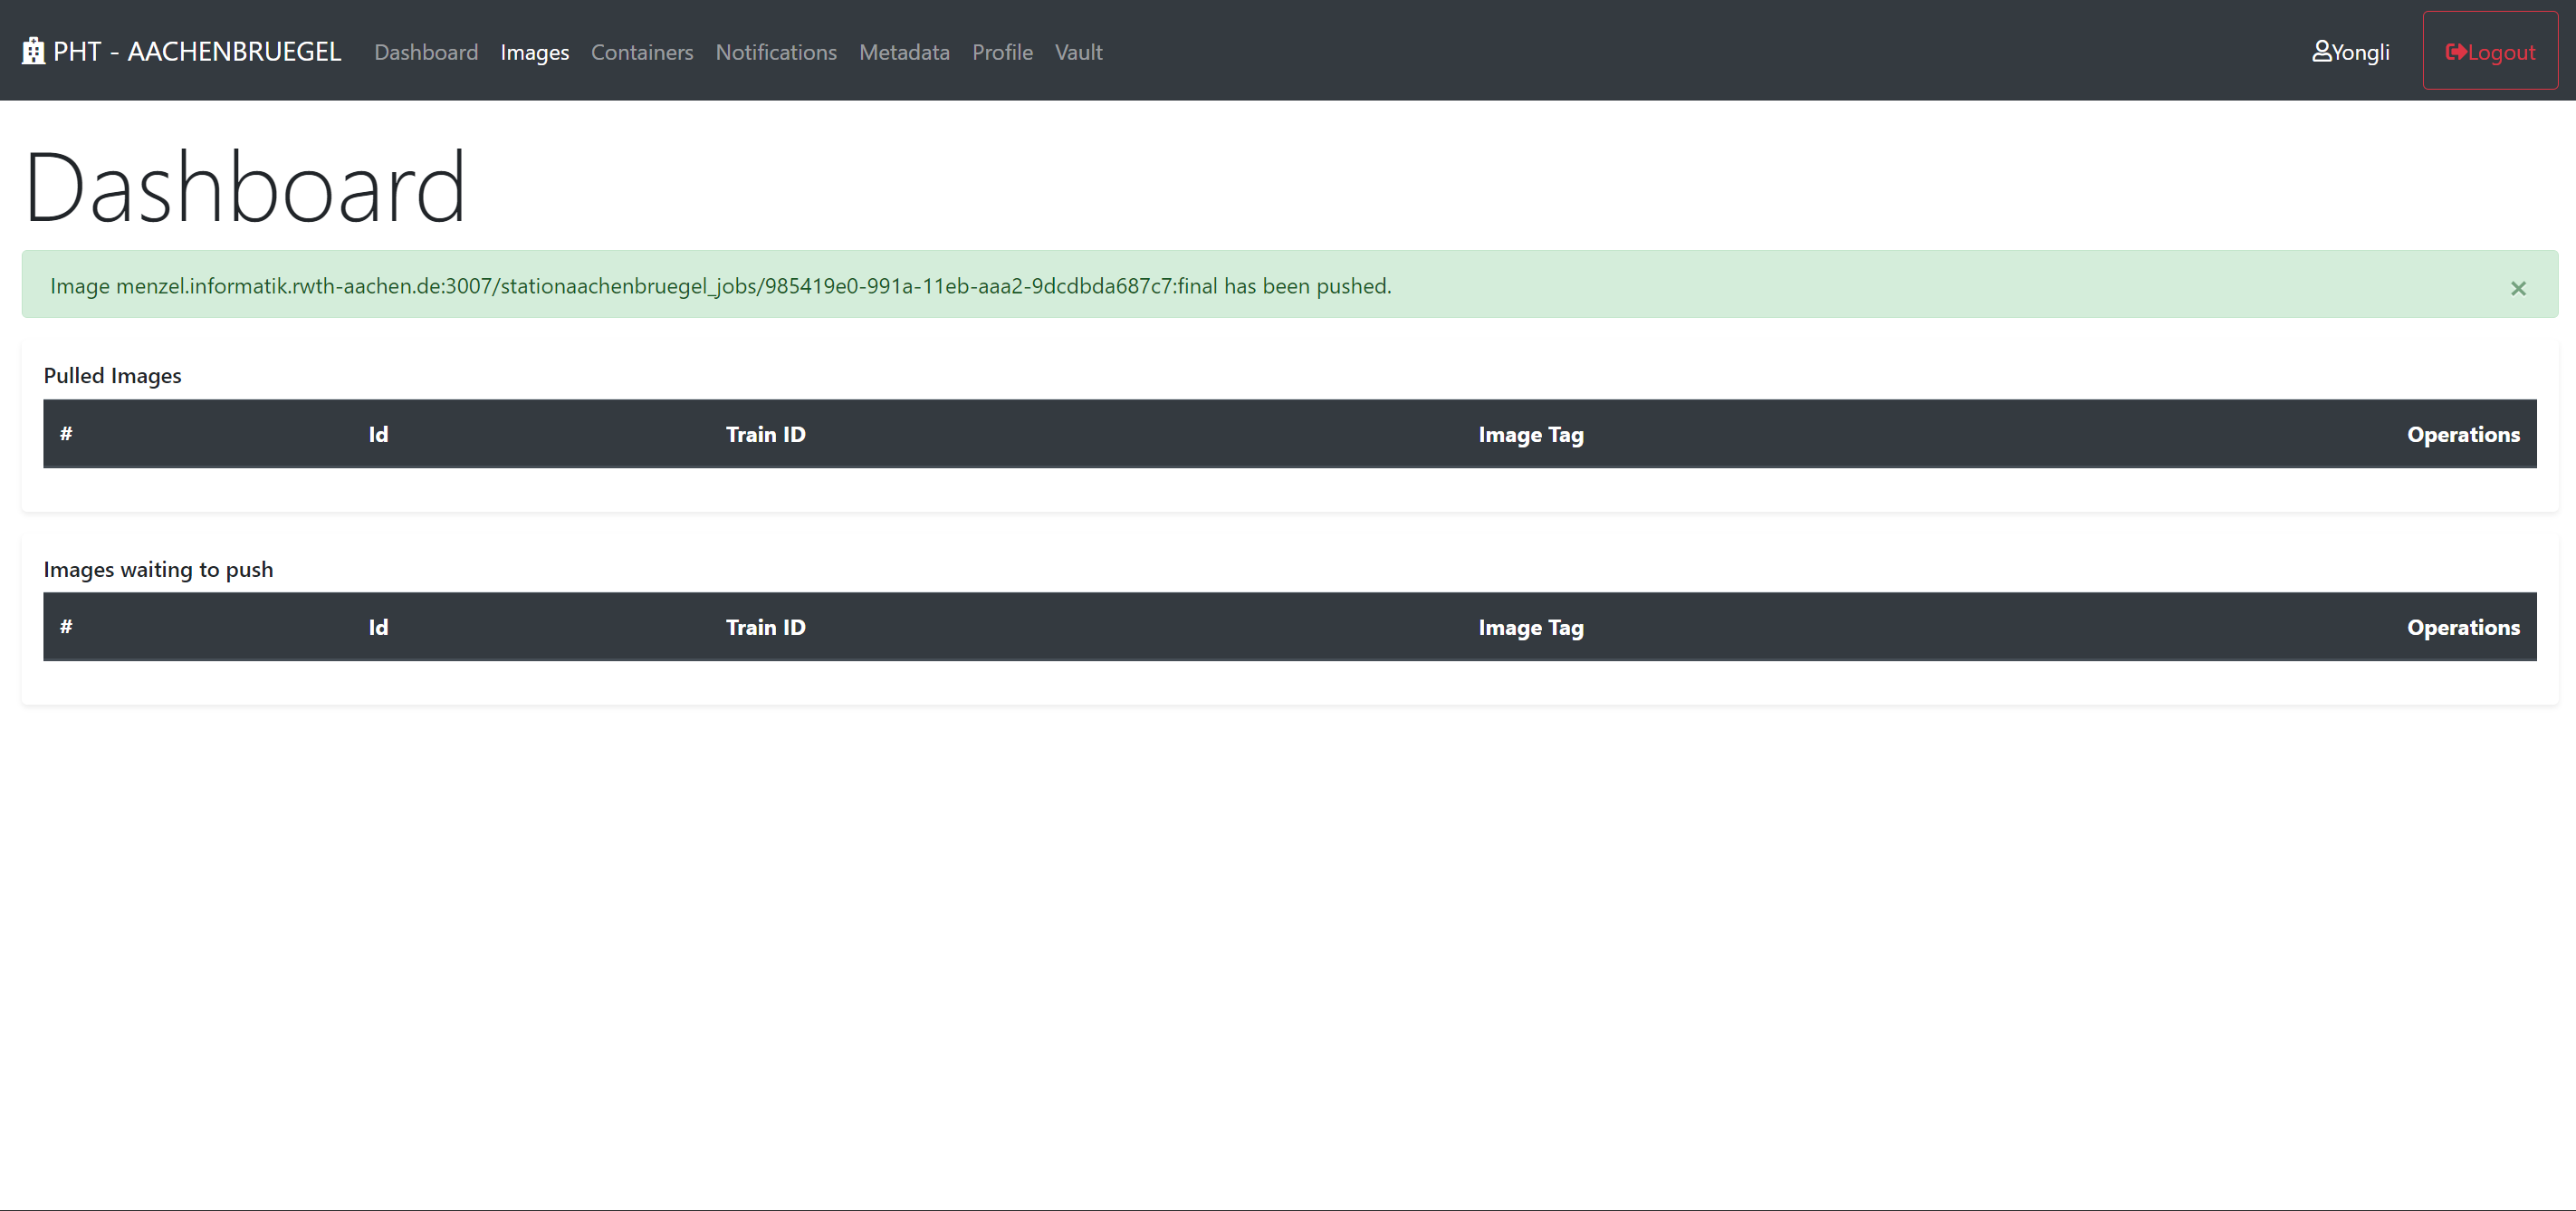 PHT - AACHENBRUEGEL Dashboard Images Containers Notifications Metadata Profile Vault Yongli Logout
Dashboard
Image menzel.informatik.rwth-aachen.de:3007/stationaachenbruegel_jobs/985419e0-991a-11eb-aaa2-9dcdbda687c7:final has been pushed. ×
Pulled Images
# Id Train ID Image Tag Operations
Images waiting to push
# Id Train ID Image Tag Operations